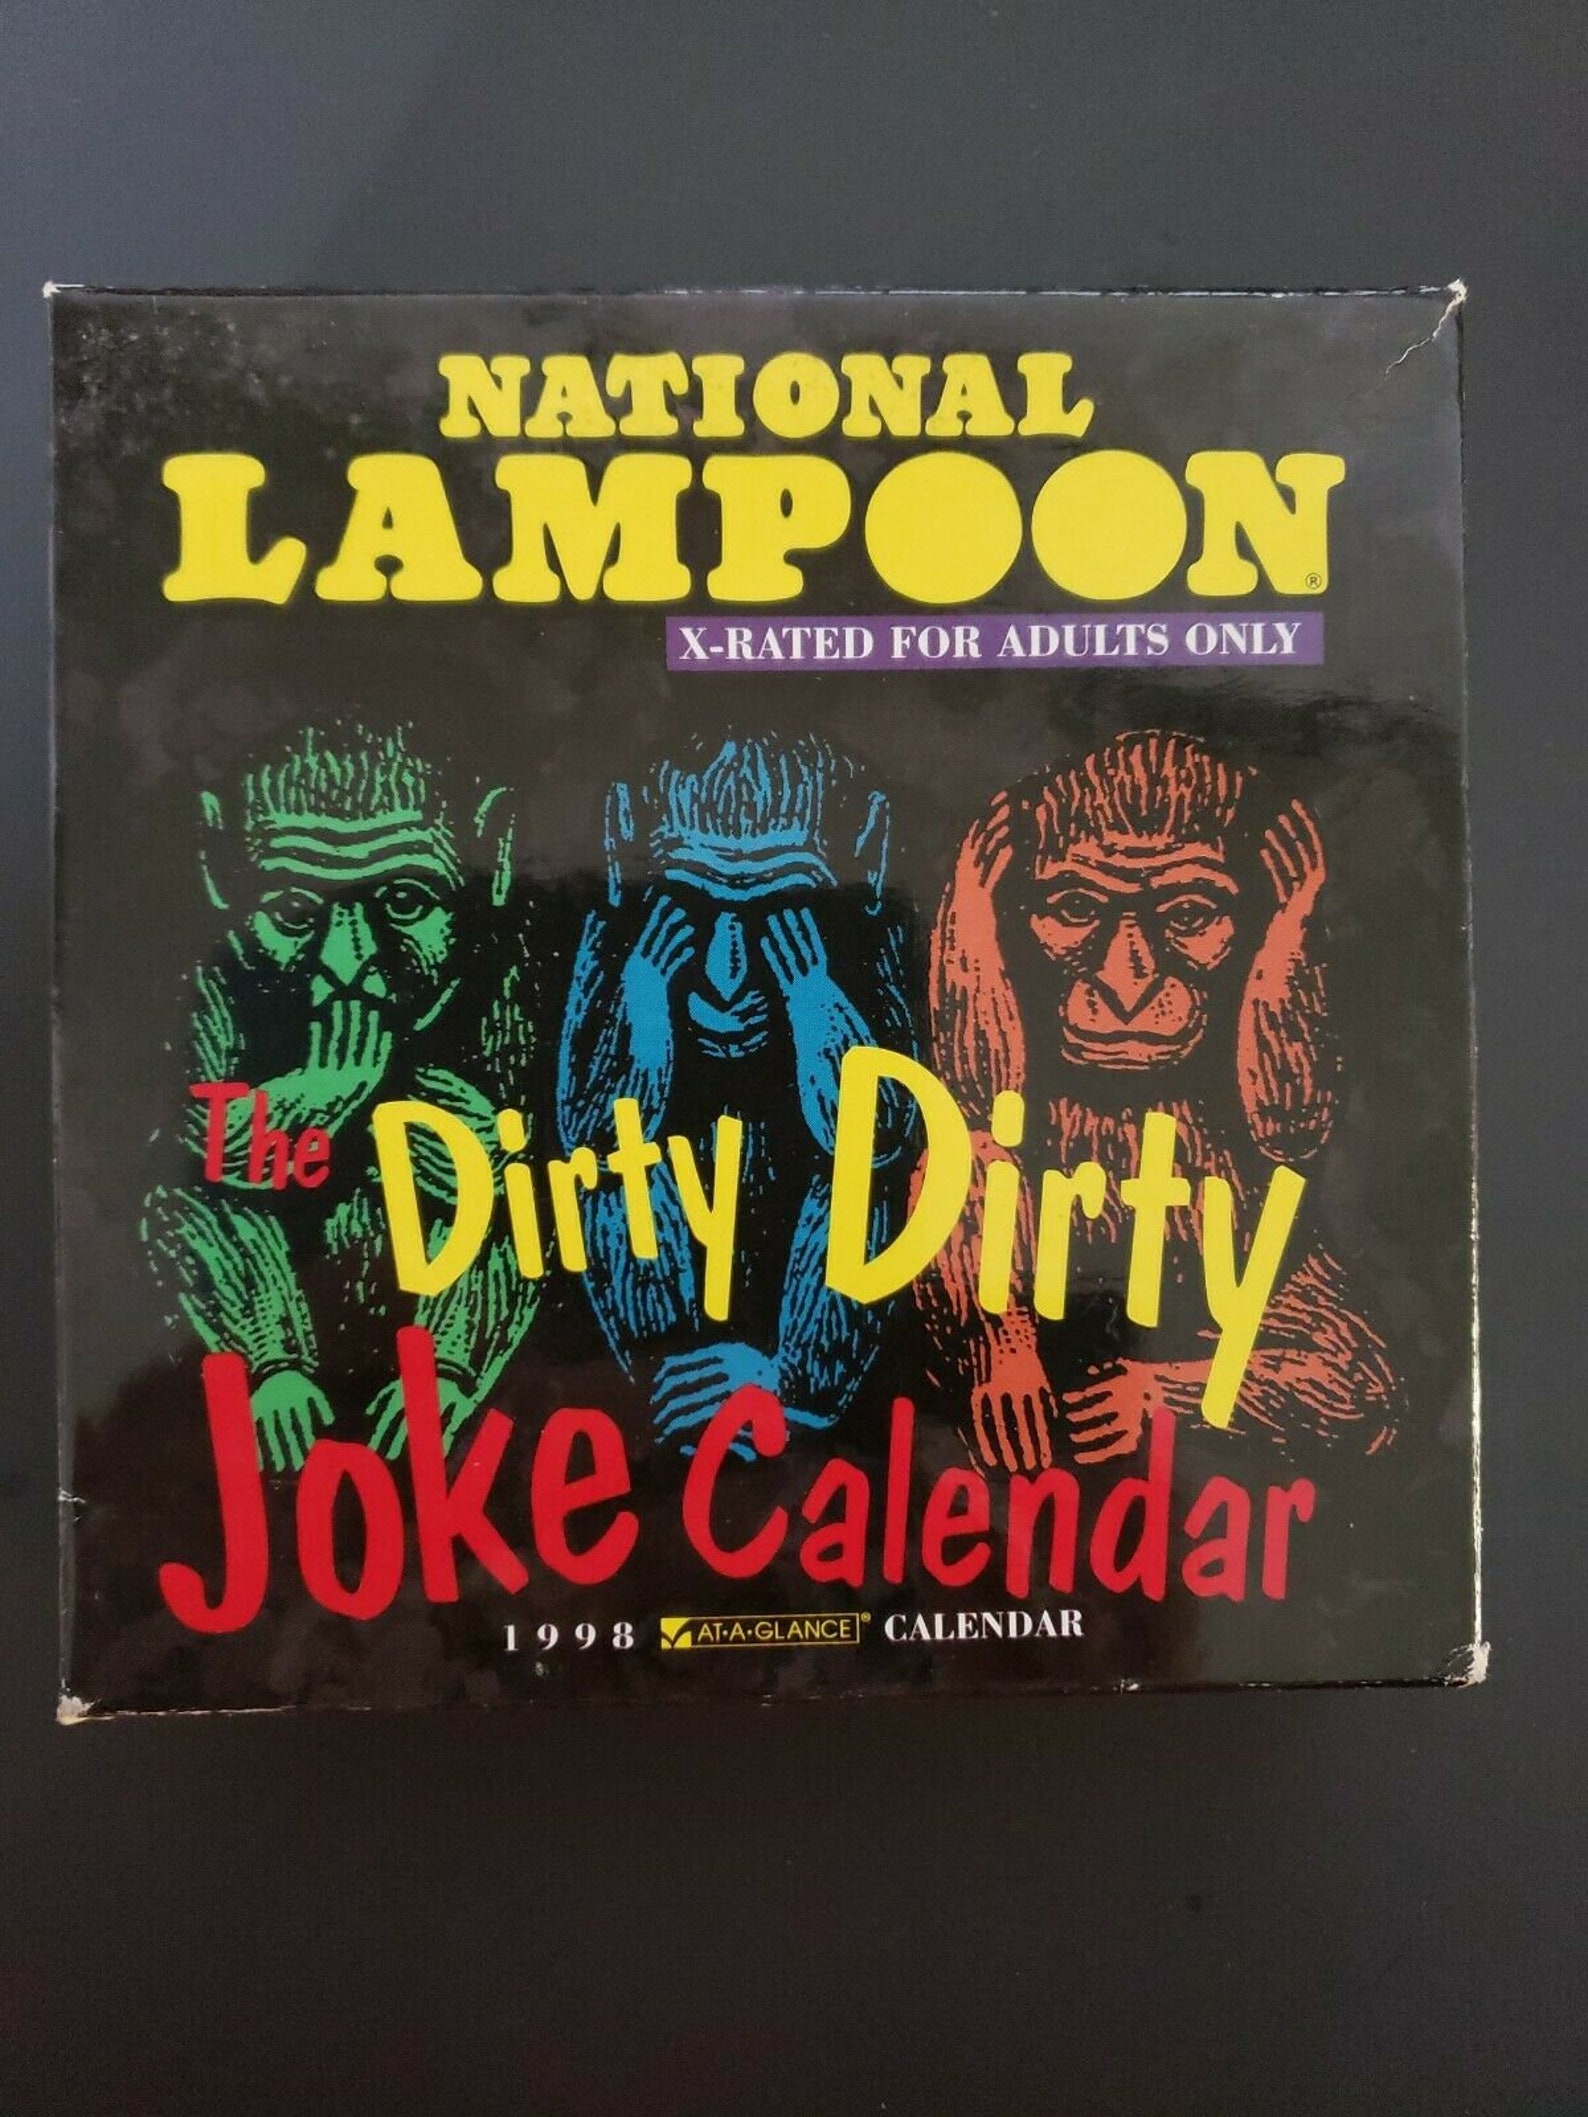 NATIONAL
LAMPOON®
X-RATED FOR ADULTS ONLY
The Dirty Dirty
Joke Calendar
1998 AT·A·GLANCE® CALENDAR